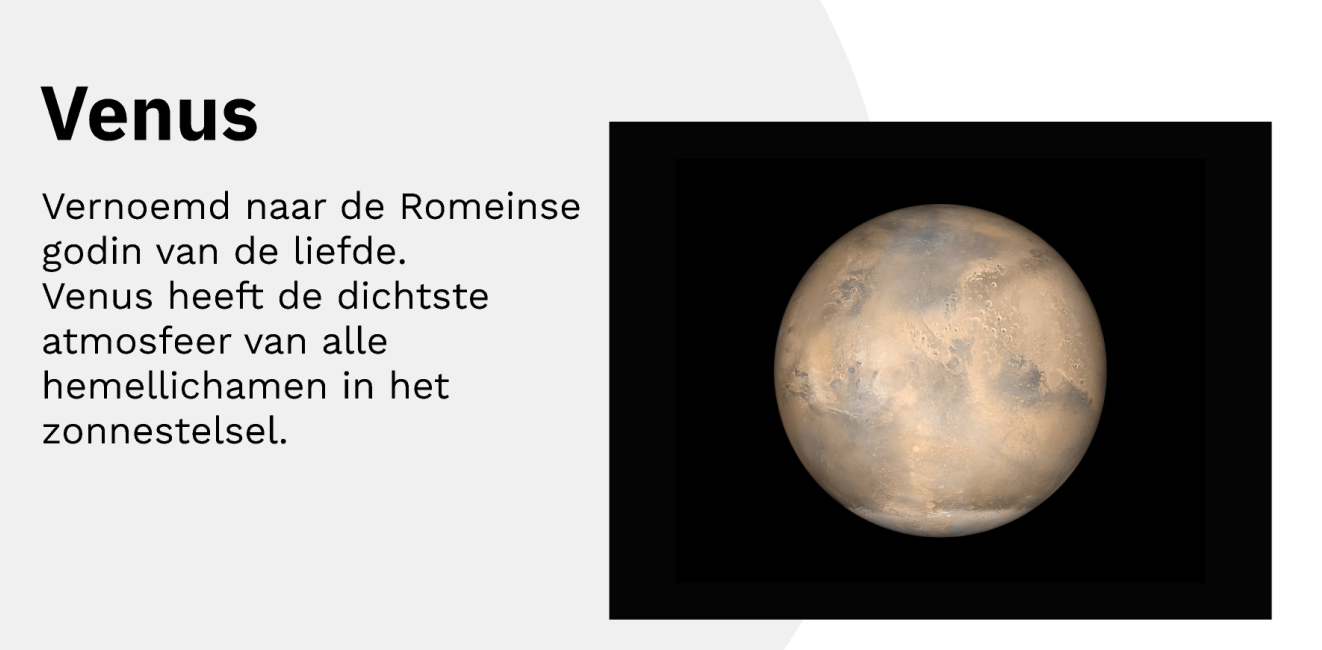 Venus
Vernoemd naar de Romeinse
godin van de liefde.
Venus heeft de dichtste
atmosfeer van alle
hemellichamen in het
zonnestelsel.